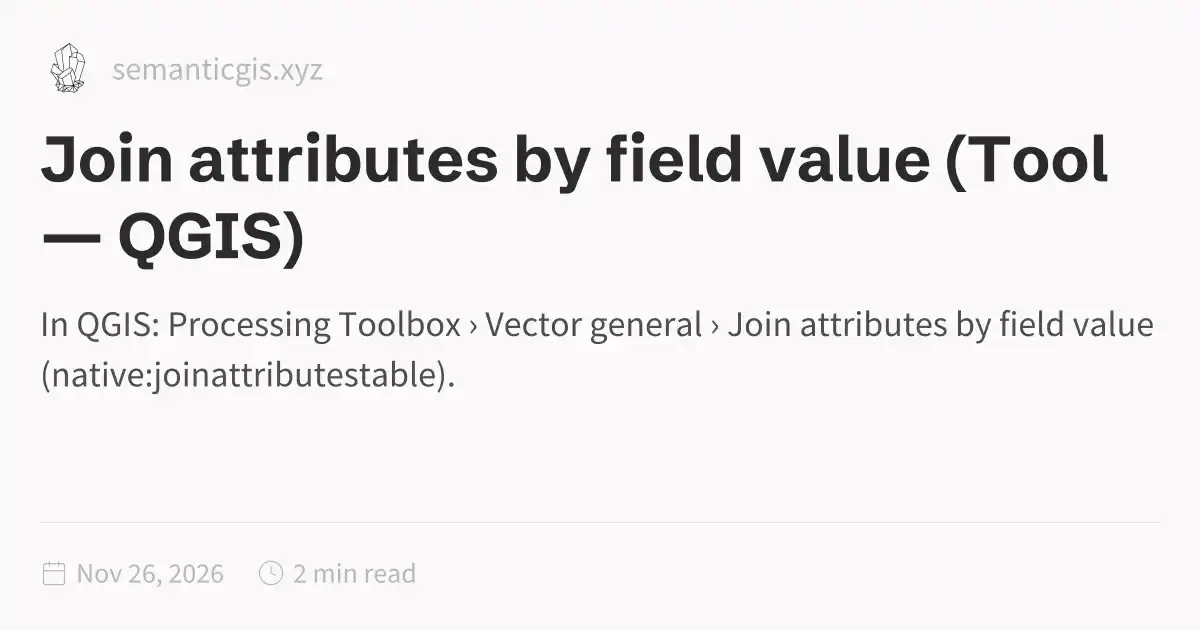 semanticgis.xyz
Join attributes by field value (Tool
— QGIS)
In QGIS: Processing Toolbox › Vector general › Join attributes by field value
(native:joinattributestable).
Nov 26, 2026 2 min read